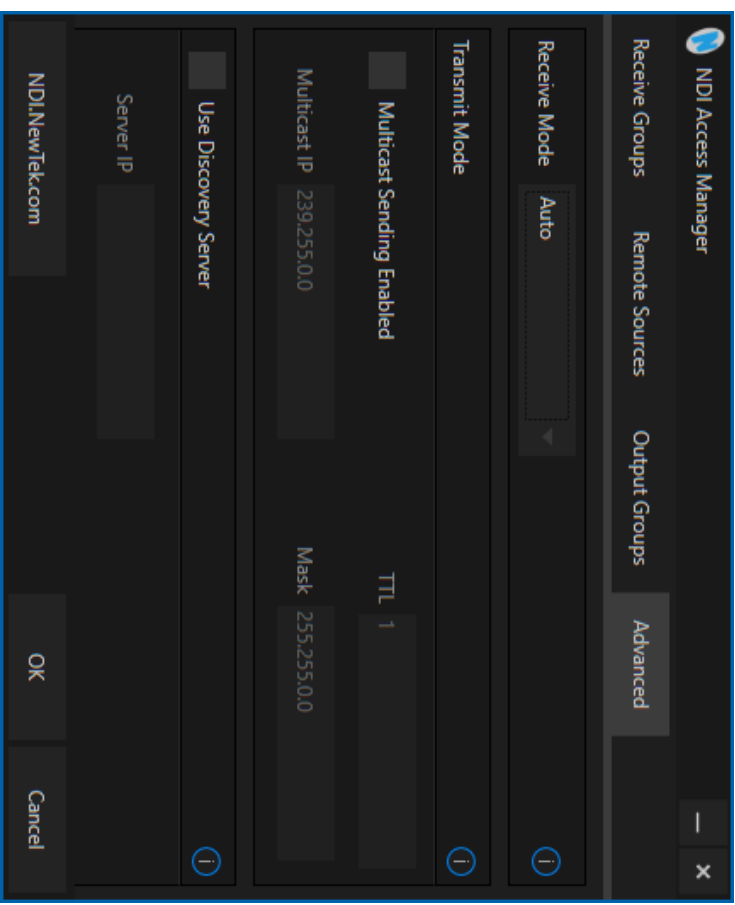 NDI Access Manager
Receive Groups Remote Sources Output Groups Advanced
Receive Mode Auto
Transmit Mode
Multicast Sending Enabled TTL 1
Multicast IP 239.255.0.0 Mask 255.255.0.0
Use Discovery Server
Server IP
NDI.NewTek.com OK Cancel